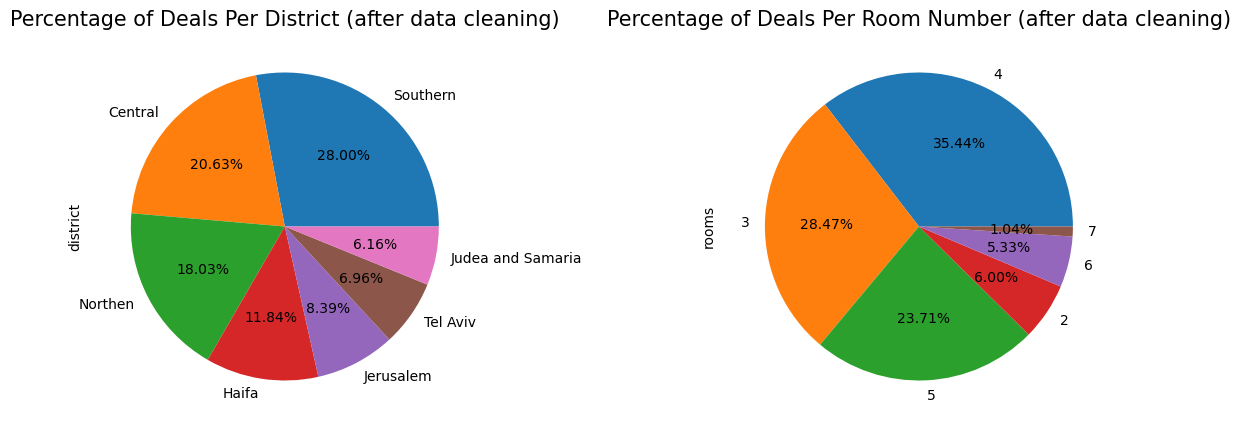 Percentage of Deals Per District (after data cleaning)
Southern
Central
28.00%
20.63%
district
6.16%
Judea and Samaria
18.03%
6.96%
Northen
8.39%
11.84%
Tel Aviv
Jerusalem
Haifa
Percentage of Deals Per Room Number (after data cleaning)
4
35.44%
3
28.47%
rooms
1.04%
7
5.33%
6
6.00%
23.71%
2
5